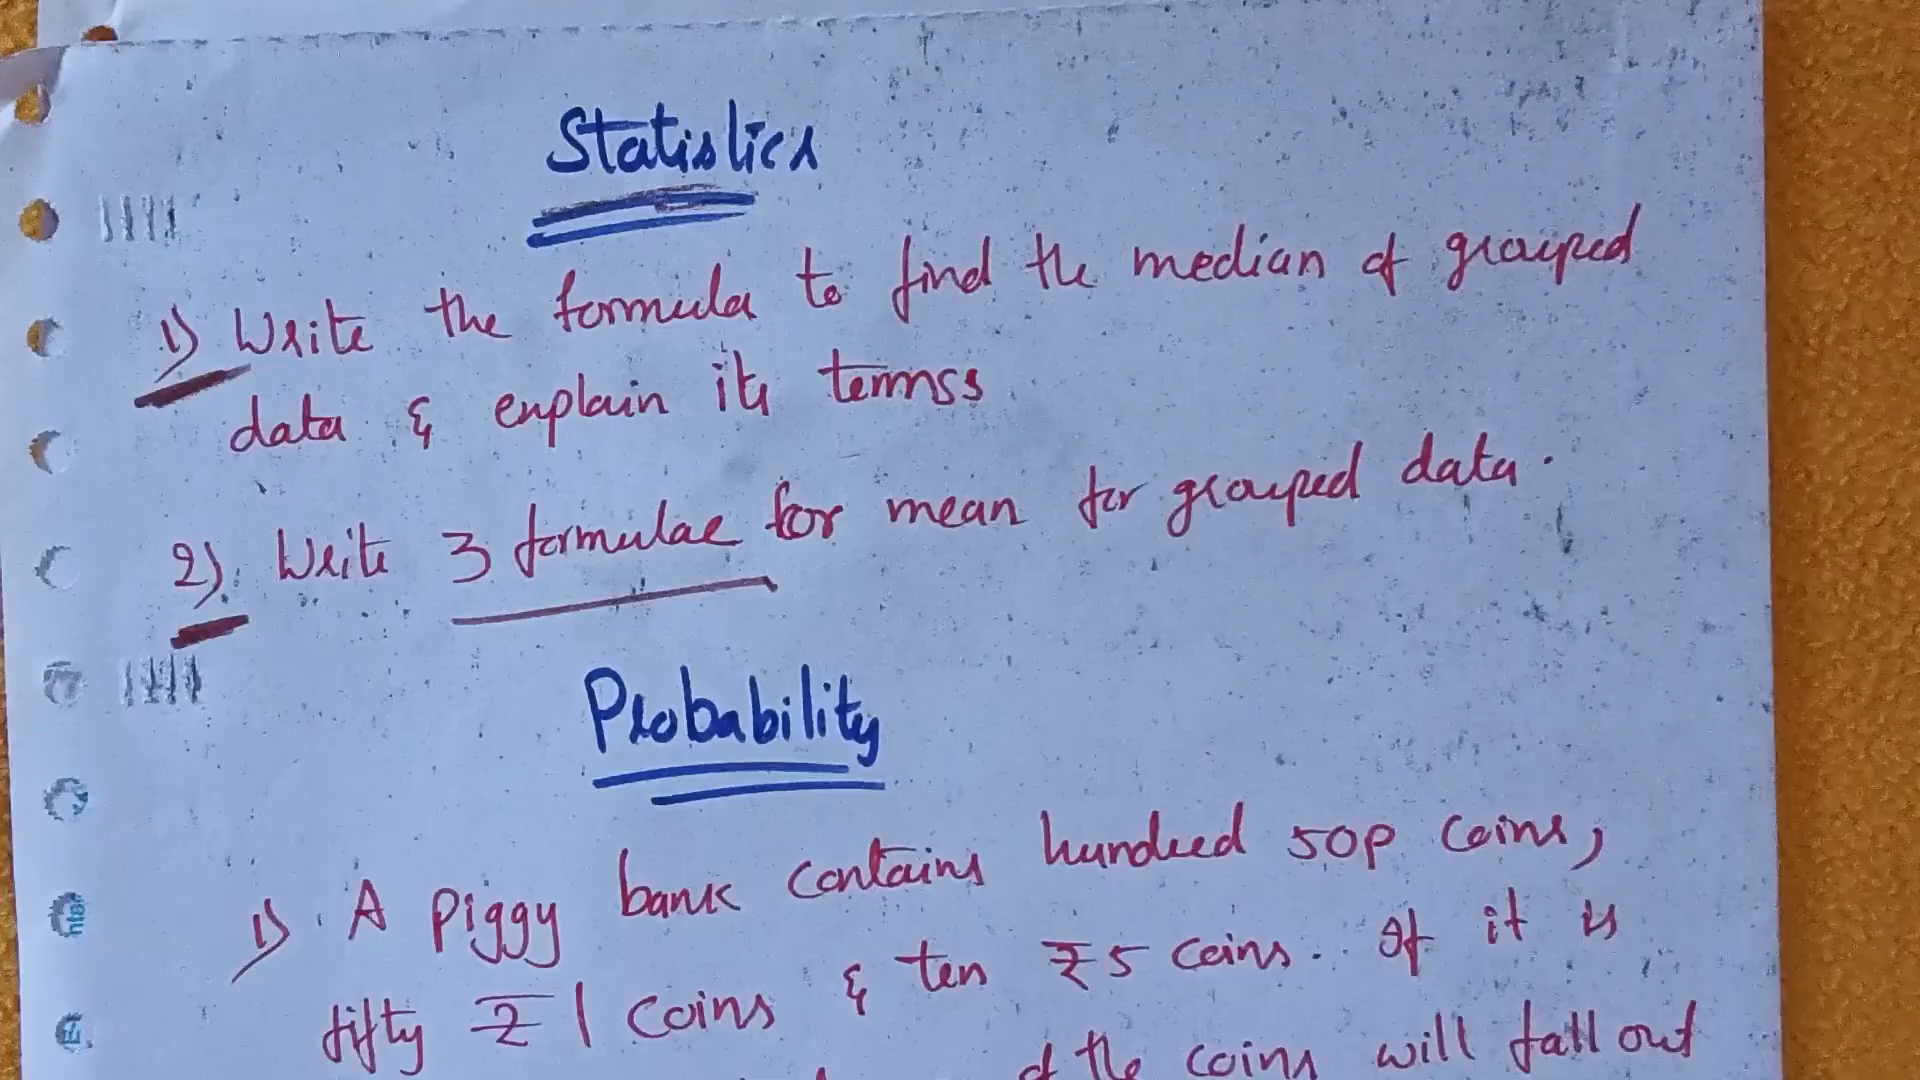 Statistics
1) Write the formula to find the median of grouped
data & explain its termss
2) Write 3 formulae for mean for grouped data.
Probability
1) A Piggy bank contains hundred 50p coins,
fifty ₹1 coins & ten ₹5 coins. If it is
of the coins will fall out